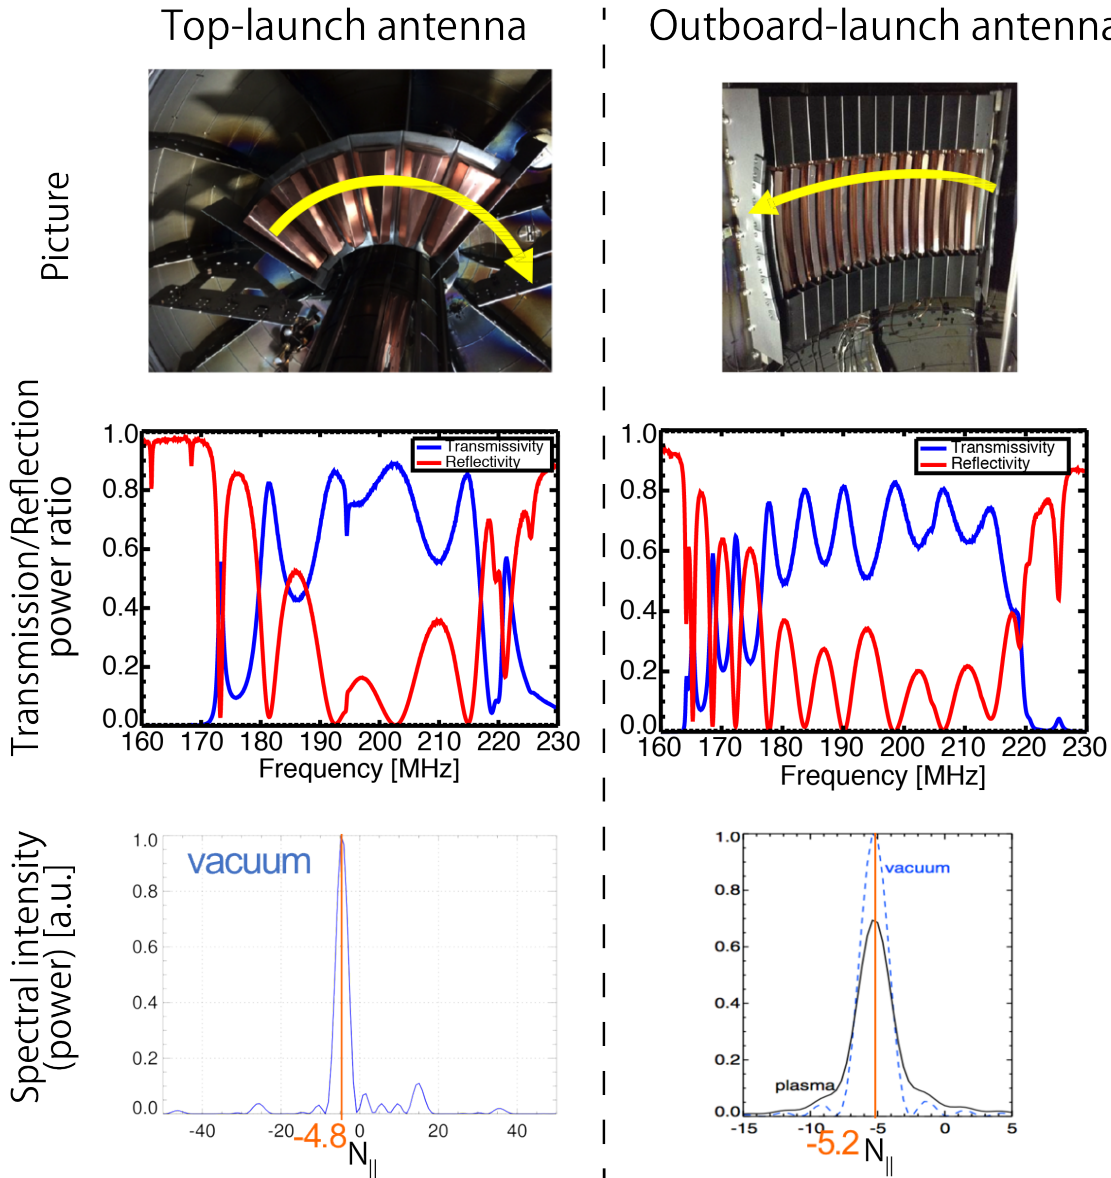 Top-launch antenna
Outboard-launch antenna
Picture
Transmission/Reflection
power ratio
1.0
0.8
0.6
0.4
0.2
0.0
160 170 180 190 200 210 220 230
Frequency [MHz]
Transmissivity
Reflectivity
1.0
0.8
0.6
0.4
0.2
0.0
160 170 180 190 200 210 220 230
Frequency [MHz]
Transmissivity
Reflectivity
Spectral intensity
(power) [a.u.]
vacuum
1.0
0.8
0.6
0.4
0.2
0.0
-40 -20 0 20 40
-4.8
N||
vacuum
plasma
1.0
0.8
0.6
0.4
0.2
0.0
-15 -10 -5 0 5
-5.2
N||